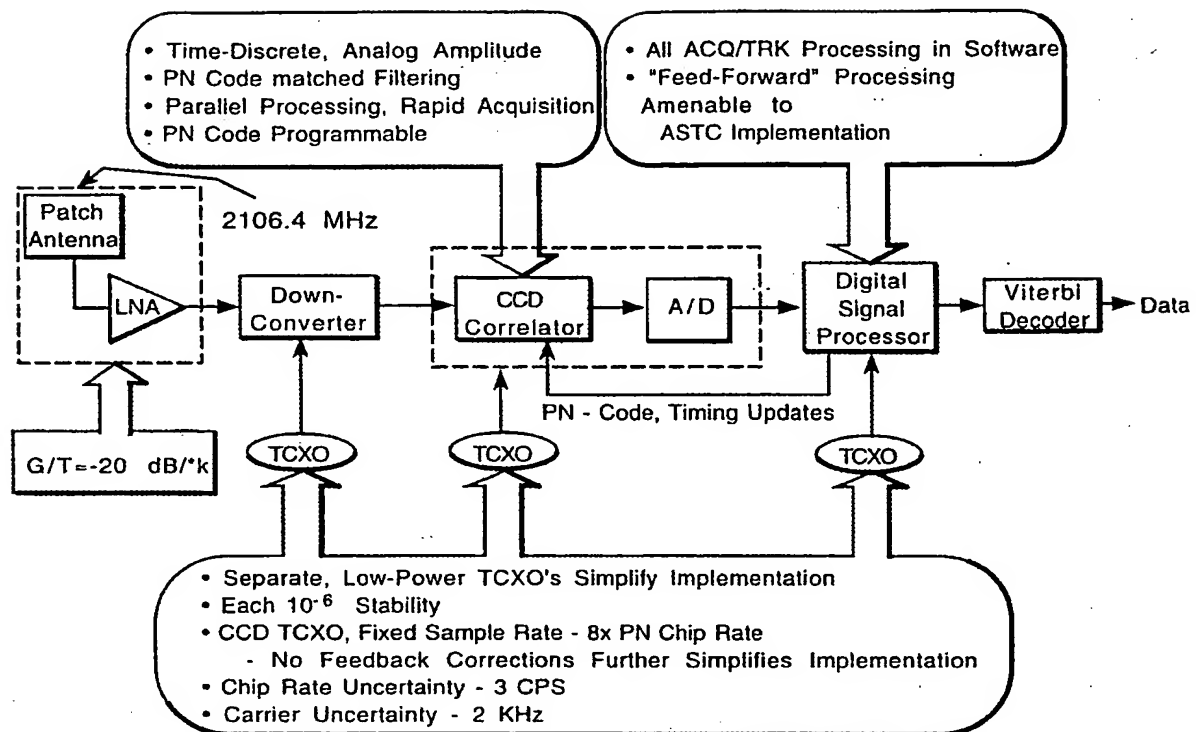 • Time-Discrete, Analog Amplitude
• PN Code matched Filtering
• Parallel Processing, Rapid Acquisition
• PN Code Programmable
• All ACQ/TRK Processing in Software
• "Feed-Forward" Processing
Amenable to
ASTC Implementation
Patch
Antenna
2106.4 MHz
LNA
Down-
Converter
CCD
Correlator
A/D
Digital
Signal
Processor
Viterbi
Decoder
Data
PN - Code, Timing Updates
G/T=-20 dB/°k
TCXO
TCXO
TCXO
• Separate, Low-Power TCXO's Simplify Implementation
• Each 10⁻⁶ Stability
• CCD TCXO, Fixed Sample Rate - 8x PN Chip Rate
- No Feedback Corrections Further Simplifies Implementation
• Chip Rate Uncertainty - 3 CPS
• Carrier Uncertainty - 2 KHz